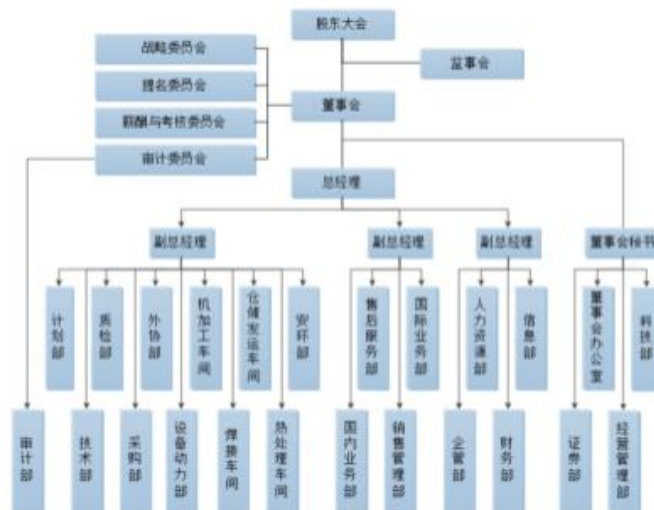 股东大会
战略委员会
监事会
提名委员会
董事会
薪酬与考核委员会
审计委员会
总经理
副总经理
副总经理
副总经理
董事会秘书
计划部
质检部
外协部
机加工车间
仓储发运车间
安环部
售后服务部
国际业务部
人力资源部
信息部
董事会办公室
科技部
审计部
技术部
采购部
设备动力部
焊接车间
热处理车间
国内业务部
销售管理部
企管部
财务部
证券部
经营管理部